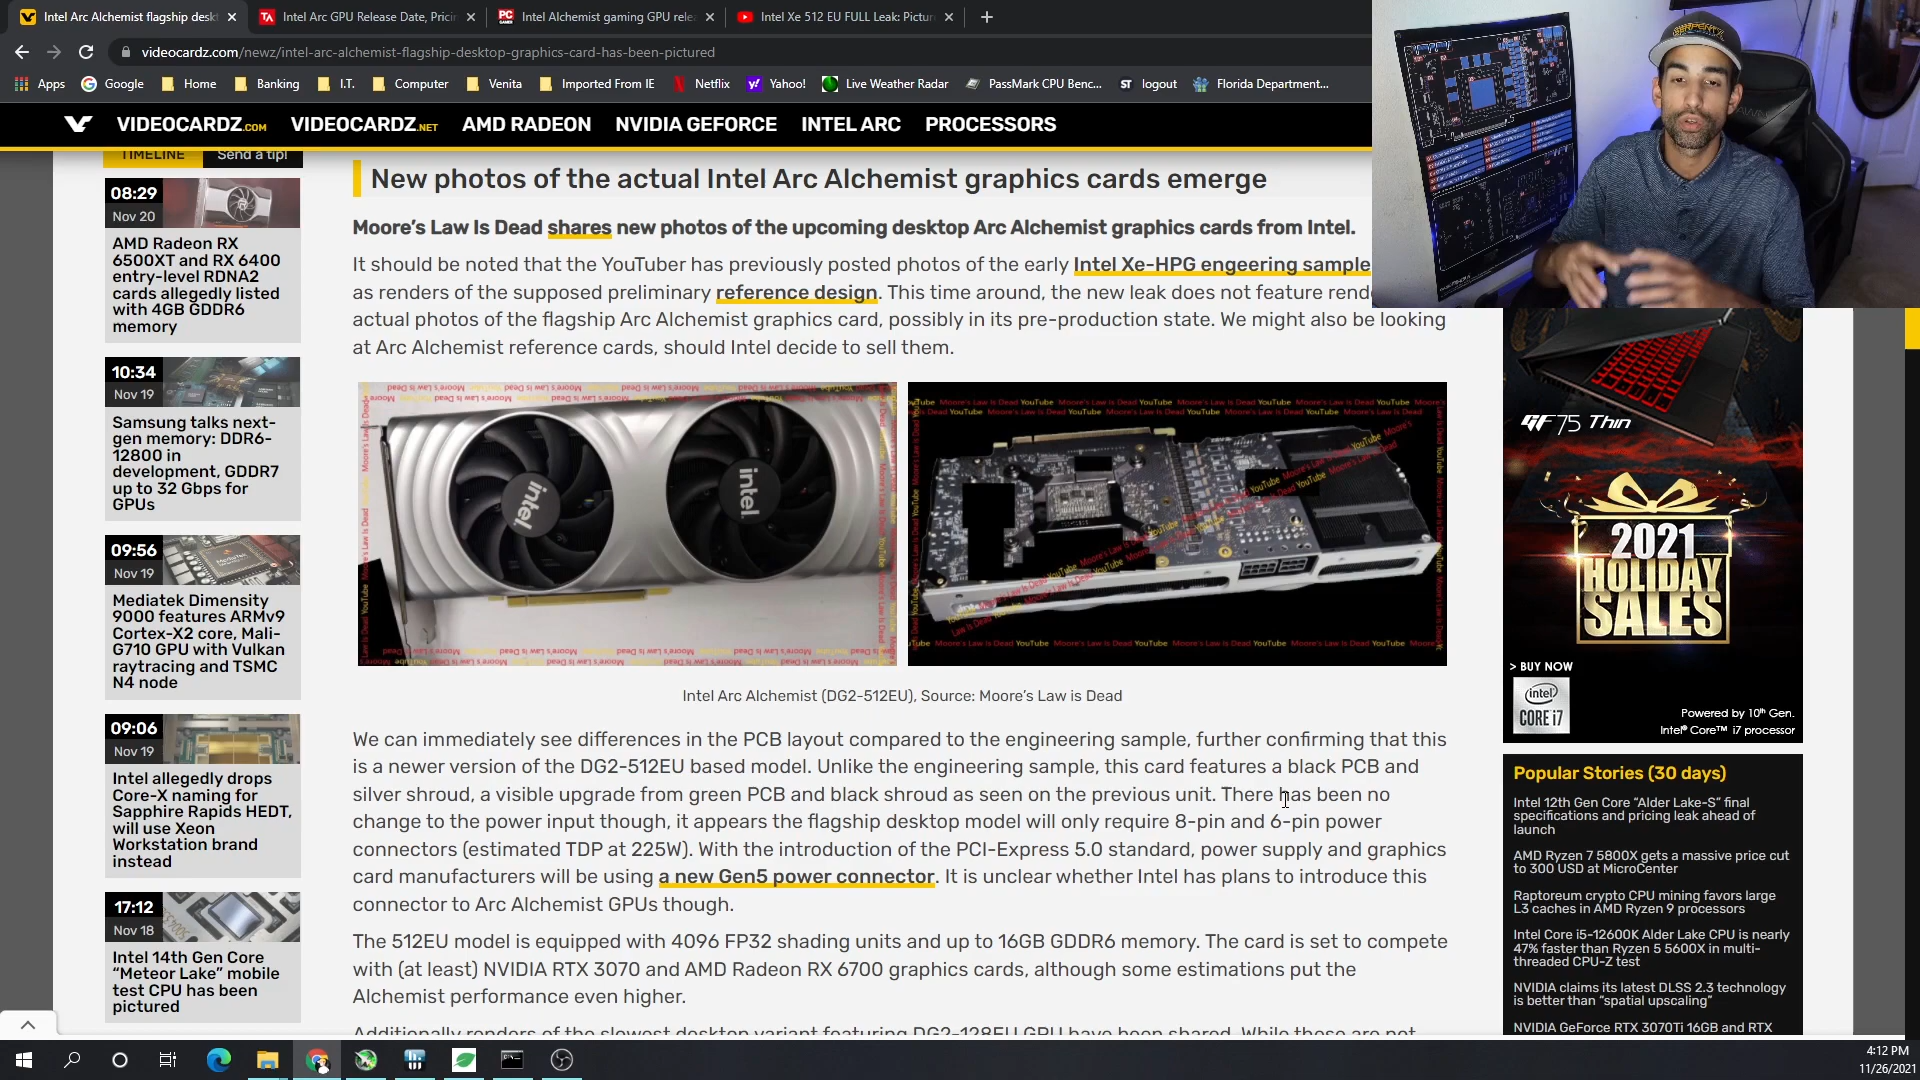 Intel Arc Alchemist flagship desk
Intel Arc GPU Release Date, Pricin
Intel Alchemist gaming GPU rele
Intel Xe 512 EU FULL Leak: Pictur
videocardz.com/newz/intel-arc-alchemist-flagship-desktop-graphics-card-has-been-pictured
Apps Google Home Banking I.T. Computer Venita Imported From IE Netflix Yahoo! Live Weather Radar PassMark CPU Benc... logout Florida Department...
VIDEOCARDZ.COM VIDEOCARDZ.NET AMD RADEON NVIDIA GEFORCE INTEL ARC PROCESSORS
TIMELINE Send a tip!
08:29
Nov 20
AMD Radeon RX
6500XT and RX 6400
entry-level RDNA2
cards allegedly listed
with 4GB GDDR6
memory
10:34
Nov 19
Samsung talks next-
gen memory: DDR6-
12800 in
development, GDDR7
up to 32 Gbps for
GPUs
09:56
Nov 19
Mediatek Dimensity
9000 features ARMv9
Cortex-X2 core, Mali-
G710 GPU with Vulkan
raytracing and TSMC
N4 node
09:06
Nov 19
Intel allegedly drops
Core-X naming for
Sapphire Rapids HEDT,
will use Xeon
Workstation brand
instead
17:12
Nov 18
Intel 14th Gen Core
“Meteor Lake” mobile
test CPU has been
pictured
New photos of the actual Intel Arc Alchemist graphics cards emerge
Moore’s Law Is Dead shares new photos of the upcoming desktop Arc Alchemist graphics cards from Intel.
It should be noted that the YouTuber has previously posted photos of the early Intel Xe-HPG engeering sample
as renders of the supposed preliminary reference design. This time around, the new leak does not feature rend
actual photos of the flagship Arc Alchemist graphics card, possibly in its pre-production state. We might also be looking
at Arc Alchemist reference cards, should Intel decide to sell them.
intel.
intel.
Moore's Law Is Dead YouTube
Intel Arc Alchemist (DG2-512EU), Source: Moore’s Law is Dead
We can immediately see differences in the PCB layout compared to the engineering sample, further confirming that this
is a newer version of the DG2-512EU based model. Unlike the engineering sample, this card features a black PCB and
silver shroud, a visible upgrade from green PCB and black shroud as seen on the previous unit. There has been no
change to the power input though, it appears the flagship desktop model will only require 8-pin and 6-pin power
connectors (estimated TDP at 225W). With the introduction of the PCI-Express 5.0 standard, power supply and graphics
card manufacturers will be using a new Gen5 power connector. It is unclear whether Intel has plans to introduce this
connector to Arc Alchemist GPUs though.
The 512EU model is equipped with 4096 FP32 shading units and up to 16GB GDDR6 memory. The card is set to compete
with (at least) NVIDIA RTX 3070 and AMD Radeon RX 6700 graphics cards, although some estimations put the
Alchemist performance even higher.
Additionally renders of the slowest desktop variant featuring DG2-128EU GPU have been shared. While these are not
GF75 Thin
2021
HOLIDAY
SALES
> BUY NOW
intel
CORE i7
Powered by 10th Gen.
Intel® Core™ i7 processor
Popular Stories (30 days)
Intel 12th Gen Core “Alder Lake-S” final
specifications and pricing leak ahead of
launch
AMD Ryzen 7 5800X gets a massive price cut
to 300 USD at MicroCenter
Raptoreum crypto CPU mining favors large
L3 caches in AMD Ryzen 9 processors
Intel Core i5-12600K Alder Lake CPU is nearly
47% faster than Ryzen 5 5600X in multi-
threaded CPU-Z test
NVIDIA claims its latest DLSS 2.3 technology
is better than “spatial upscaling”
NVIDIA GeForce RTX 3070Ti 16GB and RTX
4:12 PM
11/26/2021